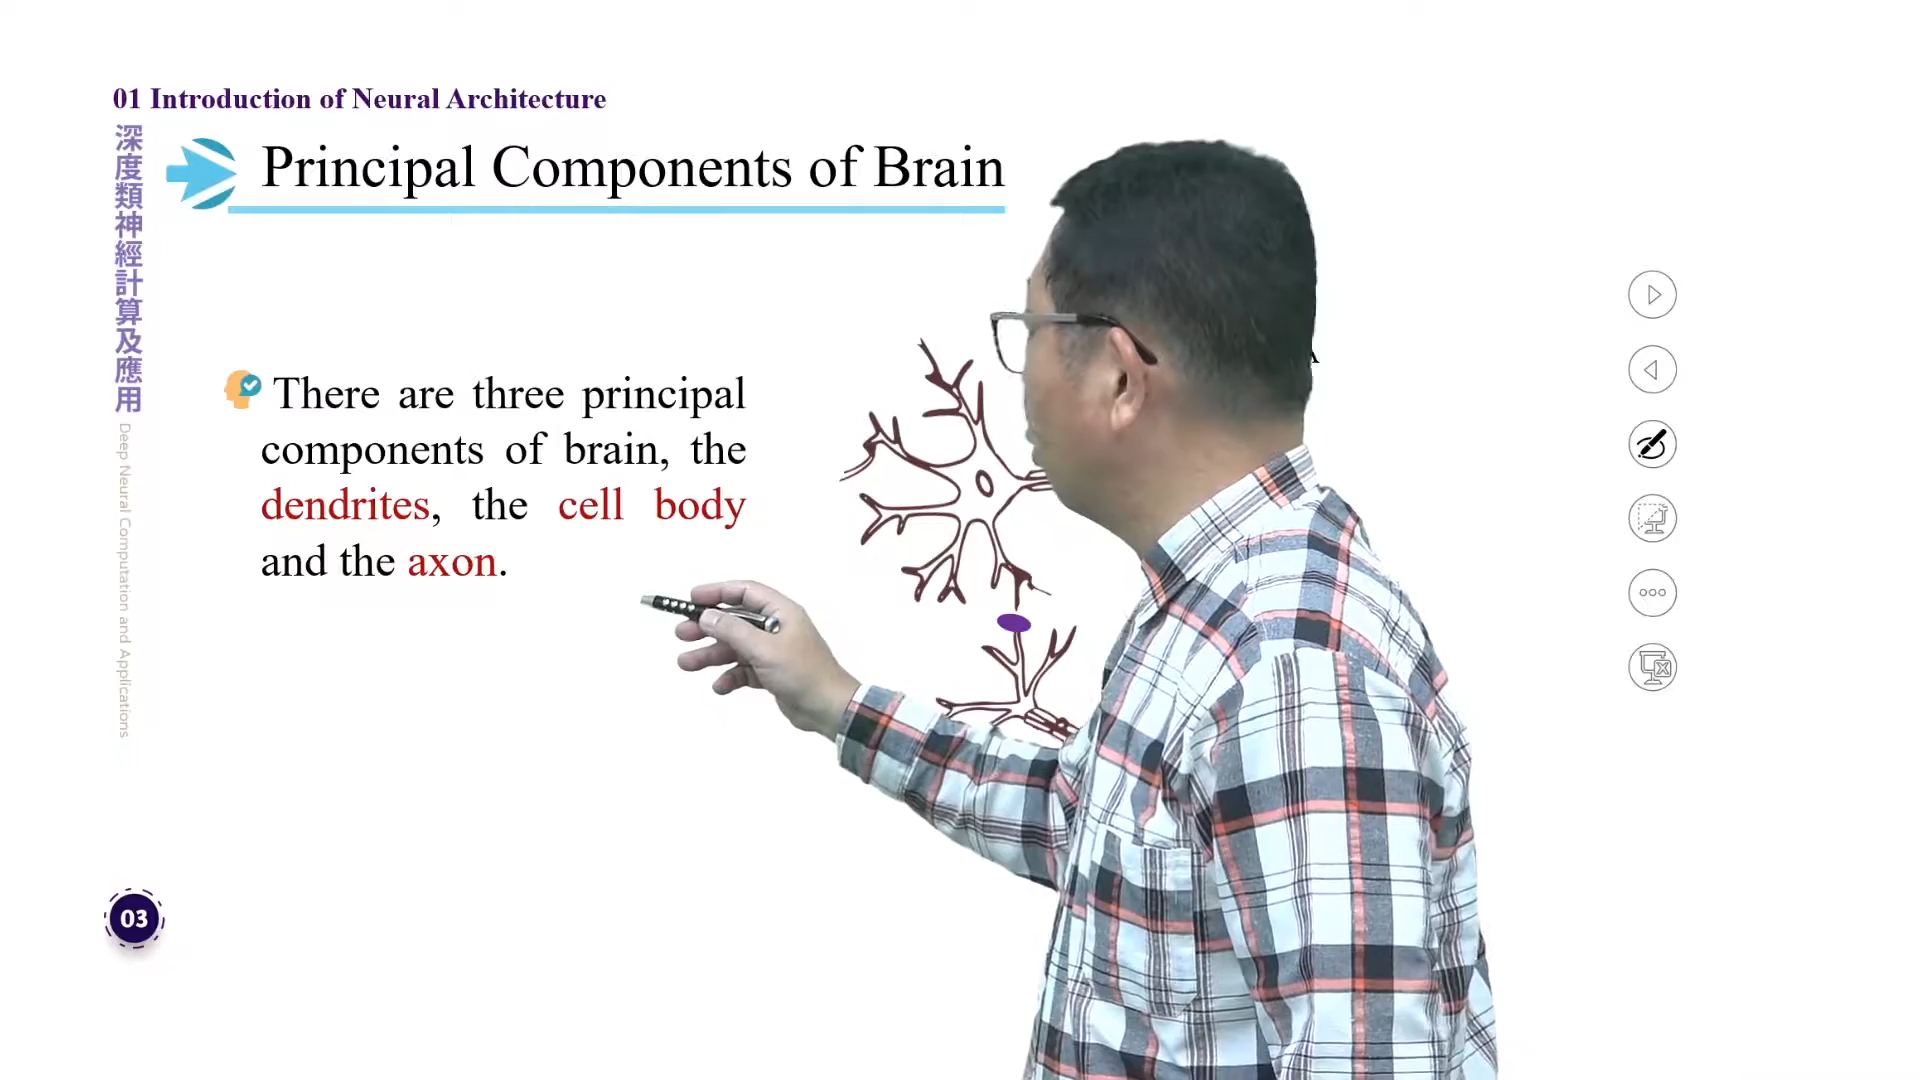 01 Introduction of Neural Architecture
深度類神經計算及應用
Deep Neural Computation and Applications
Principal Components of Brain
There are three principal
components of brain, the
dendrites, the cell body
and the axon.
03